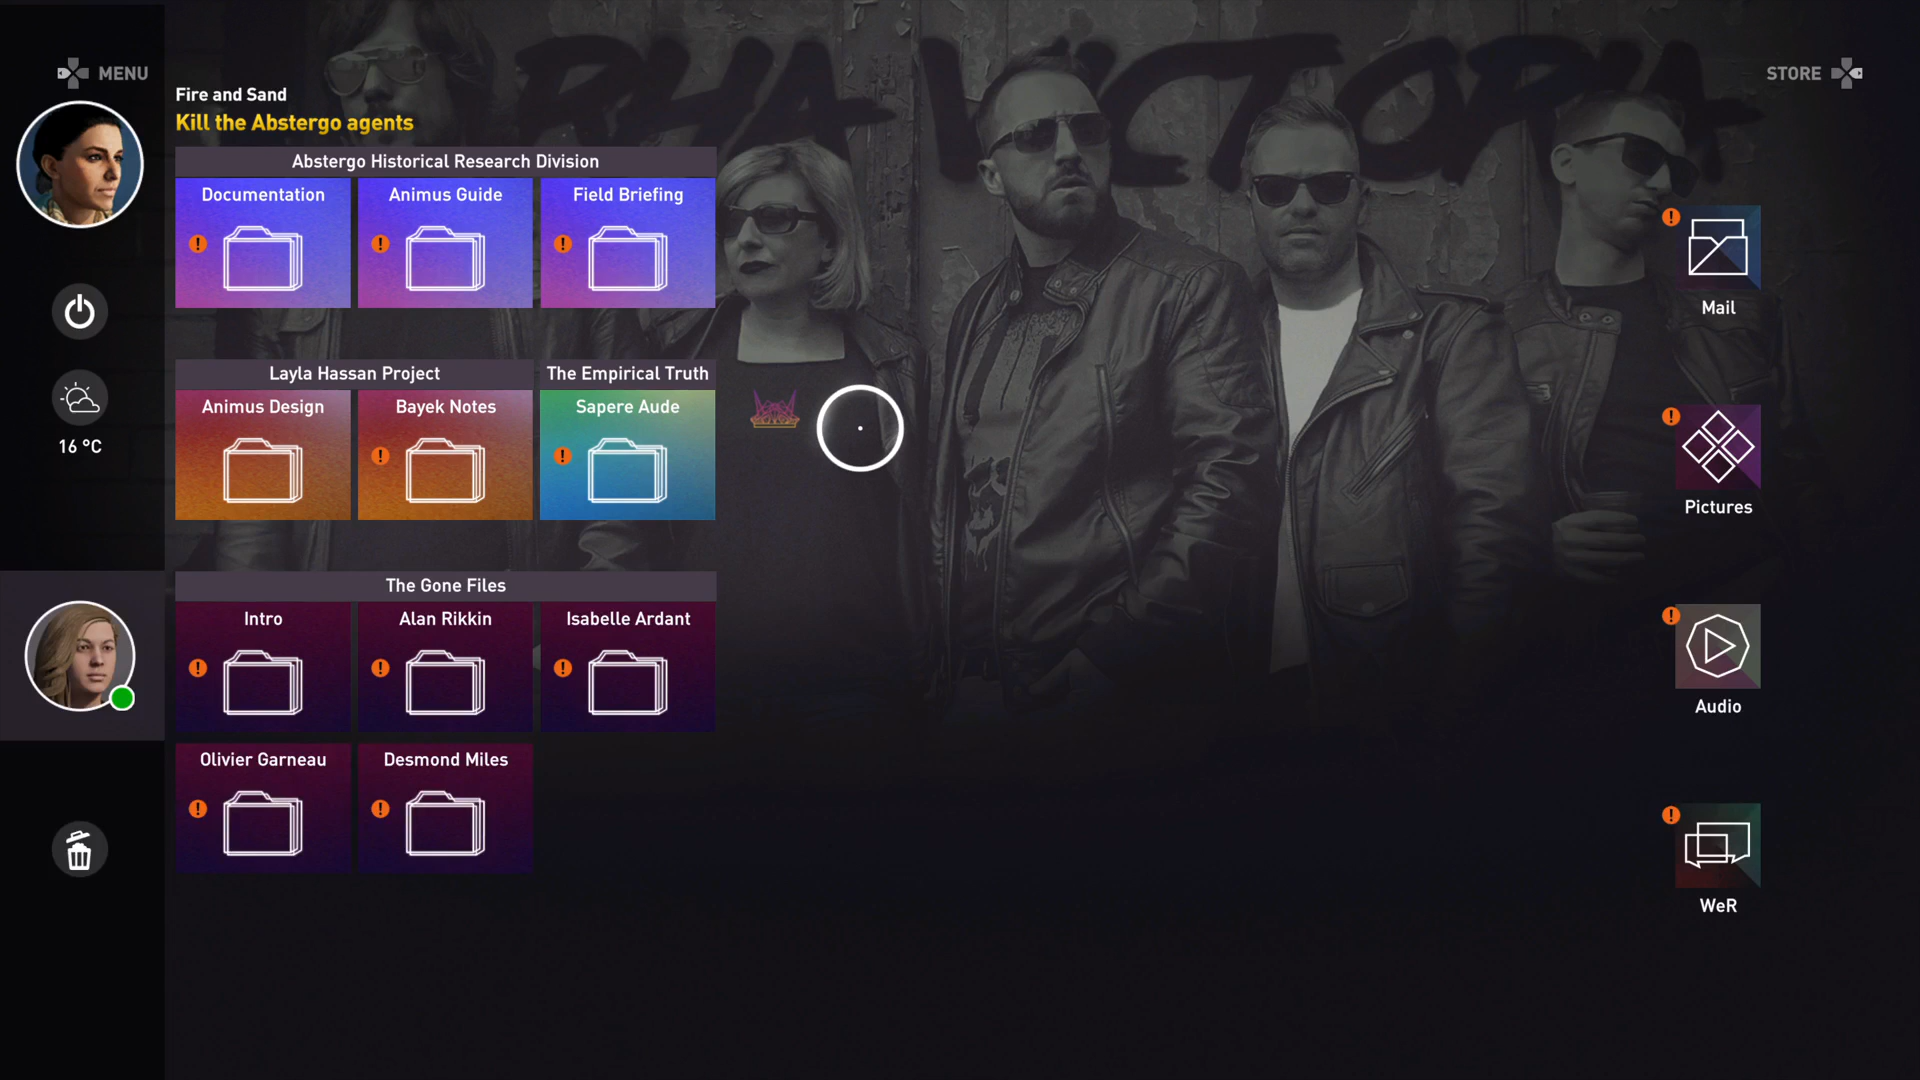 MENU
STORE
Fire and Sand
Kill the Abstergo agents
Abstergo Historical Research Division
Documentation
Animus Guide
Field Briefing
Layla Hassan Project
The Empirical Truth
Animus Design
Bayek Notes
Sapere Aude
16 °C
The Gone Files
Intro
Alan Rikkin
Isabelle Ardant
Olivier Garneau
Desmond Miles
Mail
Pictures
Audio
WeR